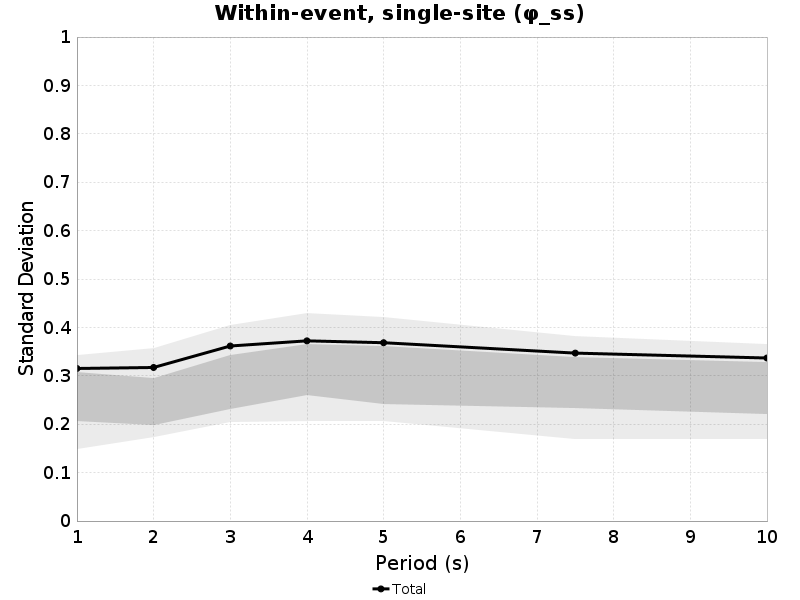 Within-event, single-site (φ_ss)
Standard Deviation
1
0.9
0.8
0.7
0.6
0.5
0.4
0.3
0.2
0.1
0
1 2 3 4 5 6 7 8 9 10
Period (s)
Total